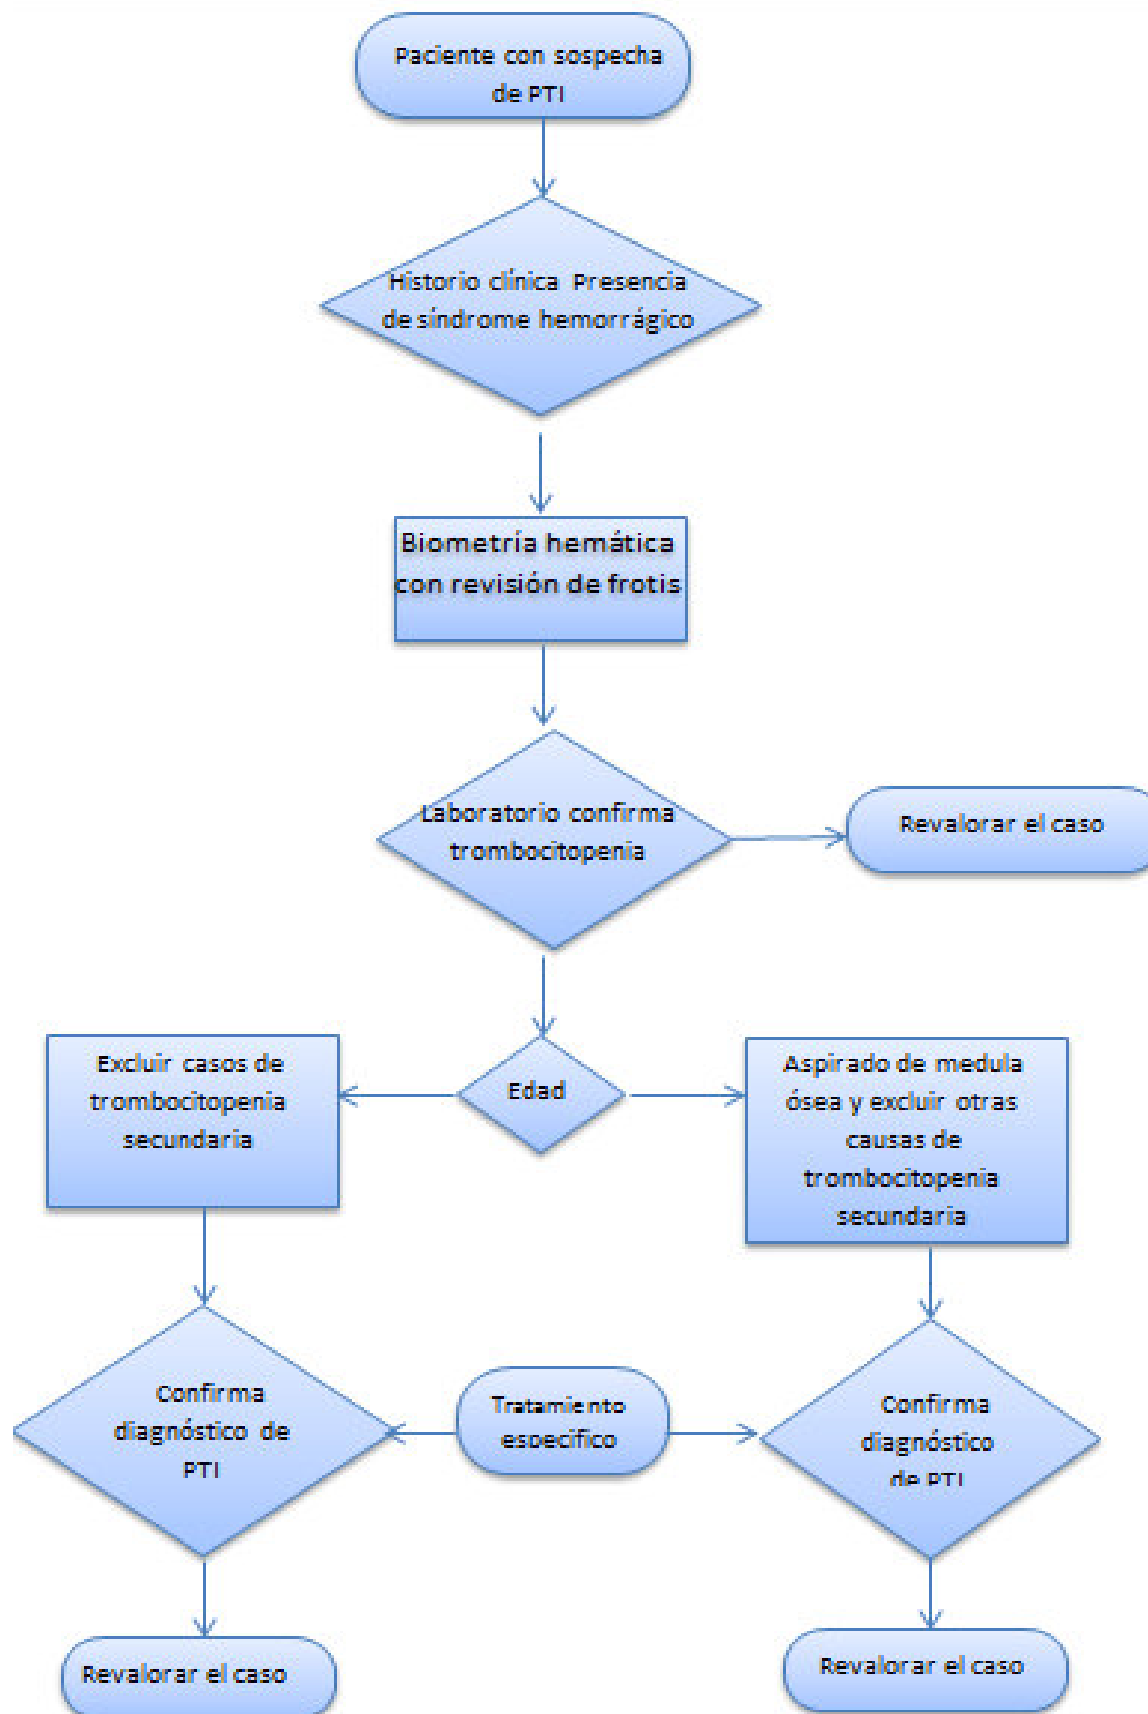 Paciente con sospecha
de PTI
Historio clínica Presencia
de síndrome hemorrágico
Biometría hemática
con revisión de frotis
Laboratorio confirma
trombocitopenia
Revalorar el caso
Edad
Excluir casos de
trombocitopenia
secundaria
Aspirado de medula
ósea y excluir otras
causas de
trombocitopenia
secundaria
Confirma
diagnóstico de
PTI
Tratamiento
especifico
Confirma
diagnóstico
de PTI
Revalorar el caso
Revalorar el caso